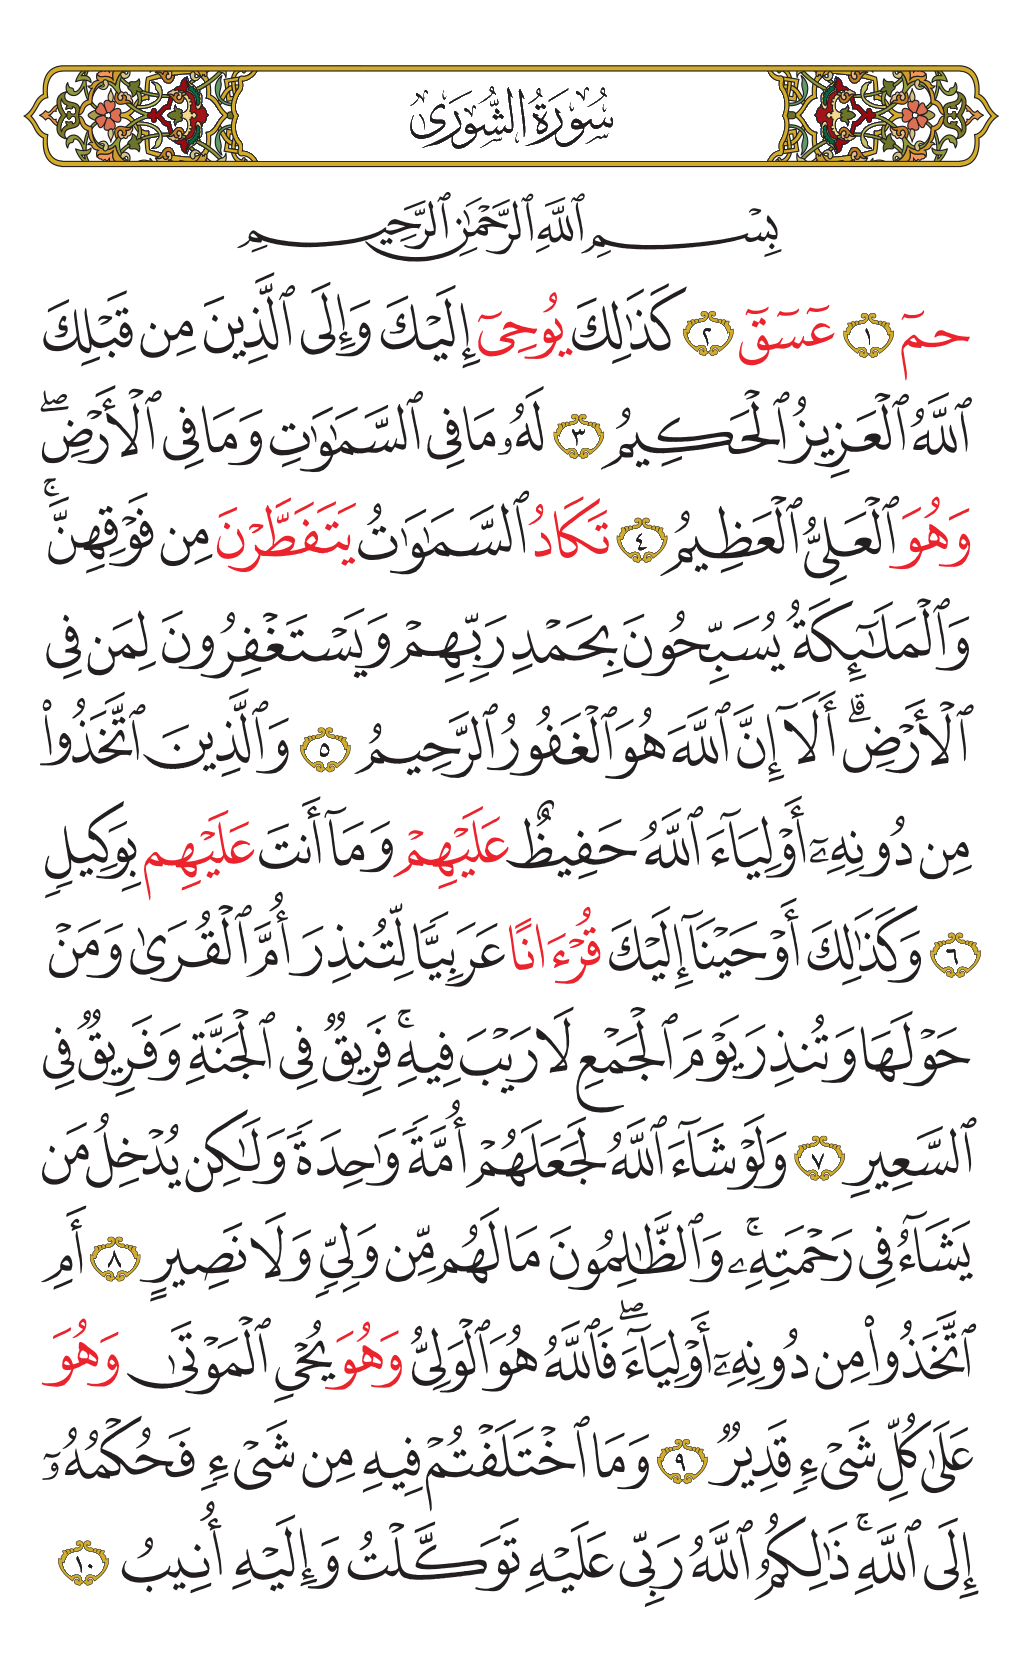 سُورَةُ الشُّورَىٰ
بِسْمِ ٱللَّهِ ٱلرَّحْمَٰنِ ٱلرَّحِيمِ
حمٓ ١ عٓسٓقٓ ٢ كَذَٰلِكَ يُوحِىٓ إِلَيْكَ وَإِلَى ٱلَّذِينَ مِن قَبْلِكَ
ٱللَّهُ ٱلْعَزِيزُ ٱلْحَكِيمُ ٣ لَهُۥ مَا فِى ٱلسَّمَٰوَٰتِ وَمَا فِى ٱلْأَرْضِۖ
وَهُوَ ٱلْعَلِىُّ ٱلْعَظِيمُ ٤ تَكَادُ ٱلسَّمَٰوَٰتُ يَتَفَطَّرْنَ مِن فَوْقِهِنَّۚ
وَٱلْمَلَٰٓئِكَةُ يُسَبِّحُونَ بِحَمْدِ رَبِّهِمْ وَيَسْتَغْفِرُونَ لِمَن فِى
ٱلْأَرْضِۗ أَلَآ إِنَّ ٱللَّهَ هُوَ ٱلْغَفُورُ ٱلرَّحِيمُ ٥ وَٱلَّذِينَ ٱتَّخَذُوا۟
مِن دُونِهِۦٓ أَوْلِيَآءَ ٱللَّهُ حَفِيظٌ عَلَيْهِمْ وَمَآ أَنتَ عَلَيْهِم بِوَكِيلٍ
٦ وَكَذَٰلِكَ أَوْحَيْنَآ إِلَيْكَ قُرْءَانًا عَرَبِيًّا لِّتُنذِرَ أُمَّ ٱلْقُرَىٰ وَمَنْ
حَوْلَهَا وَتُنذِرَ يَوْمَ ٱلْجَمْعِ لَا رَيْبَ فِيهِۚ فَرِيقٌ فِى ٱلْجَنَّةِ وَفَرِيقٌ فِى
ٱلسَّعِيرِ ٧ وَلَوْ شَآءَ ٱللَّهُ لَجَعَلَهُمْ أُمَّةً وَٰحِدَةً وَلَٰكِن يُدْخِلُ مَن
يَشَآءُ فِى رَحْمَتِهِۦۚ وَٱلظَّٰلِمُونَ مَا لَهُم مِّن وَلِىٍّ وَلَا نَصِيرٍ ٨ أَمِ
ٱتَّخَذُوا۟ مِن دُونِهِۦٓ أَوْلِيَآءَۖ فَٱللَّهُ هُوَ ٱلْوَلِىُّ وَهُوَ يُحْىِ ٱلْمَوْتَىٰ وَهُوَ
عَلَىٰ كُلِّ شَىْءٍ قَدِيرٌ ٩ وَمَا ٱخْتَلَفْتُمْ فِيهِ مِن شَىْءٍ فَحُكْمُهُۥٓ
إِلَى ٱللَّهِۚ ذَٰلِكُمُ ٱللَّهُ رَبِّى عَلَيْهِ تَوَكَّلْتُ وَإِلَيْهِ أُنِيبُ ١٠